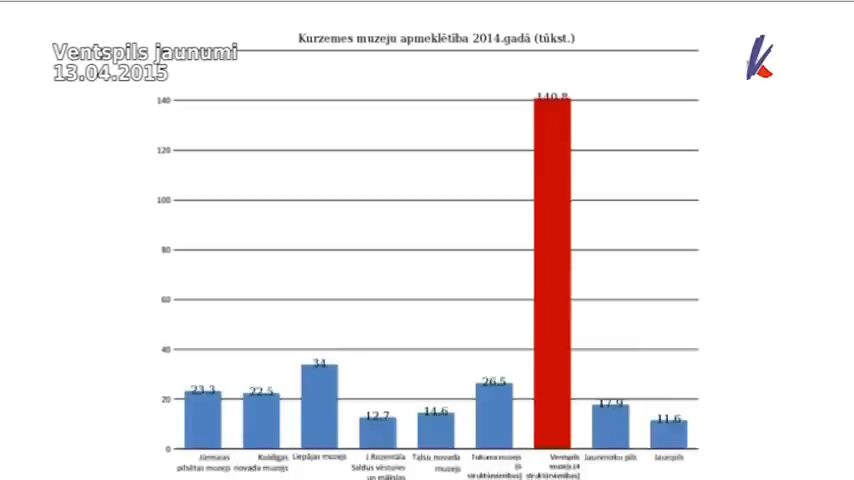 Kurzemes muzeju apmeklētība 2014.gadā (tūkst.)
Ventspils jaunumi
13.04.2015
140
120
100
80
60
40
20
0
23.3
22.5
34
12.7
14.6
26.5
140.8
17.9
11.6
Jūrmalas
pilsētas muzejs
Kuldīgas
novada muzejs
Liepājas muzejs
J.Rozentāla
Saldus vēstures
un mākslas
Talsu novada
muzejs
Tukuma muzejs
(6
struktūrvienības)
Ventspils
muzejs (4
struktūrvienības)
Jaunmoku pils
Jaunpils